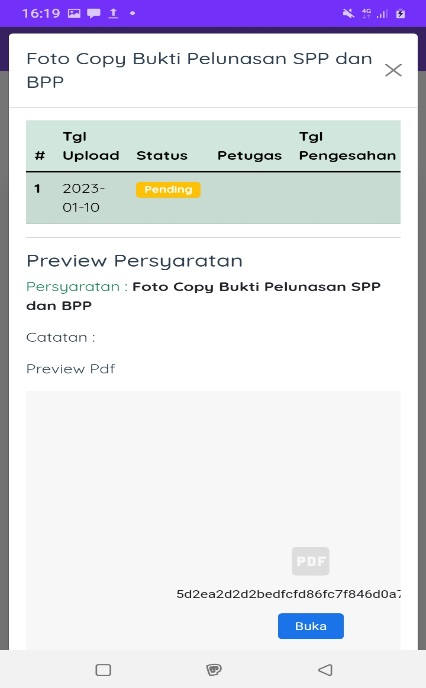 16:19
4G
Foto Copy Bukti Pelunasan SPP dan
BPP
Tgl Tgl
# Upload Status Petugas Pengesahan
1 2023- Pending
01-10
Preview Persyaratan
Persyaratan : Foto Copy Bukti Pelunasan SPP
dan BPP
Catatan :
Preview Pdf
PDF
5d2ea2d2d2bedfcfd86fc7f846d0a7
Buka